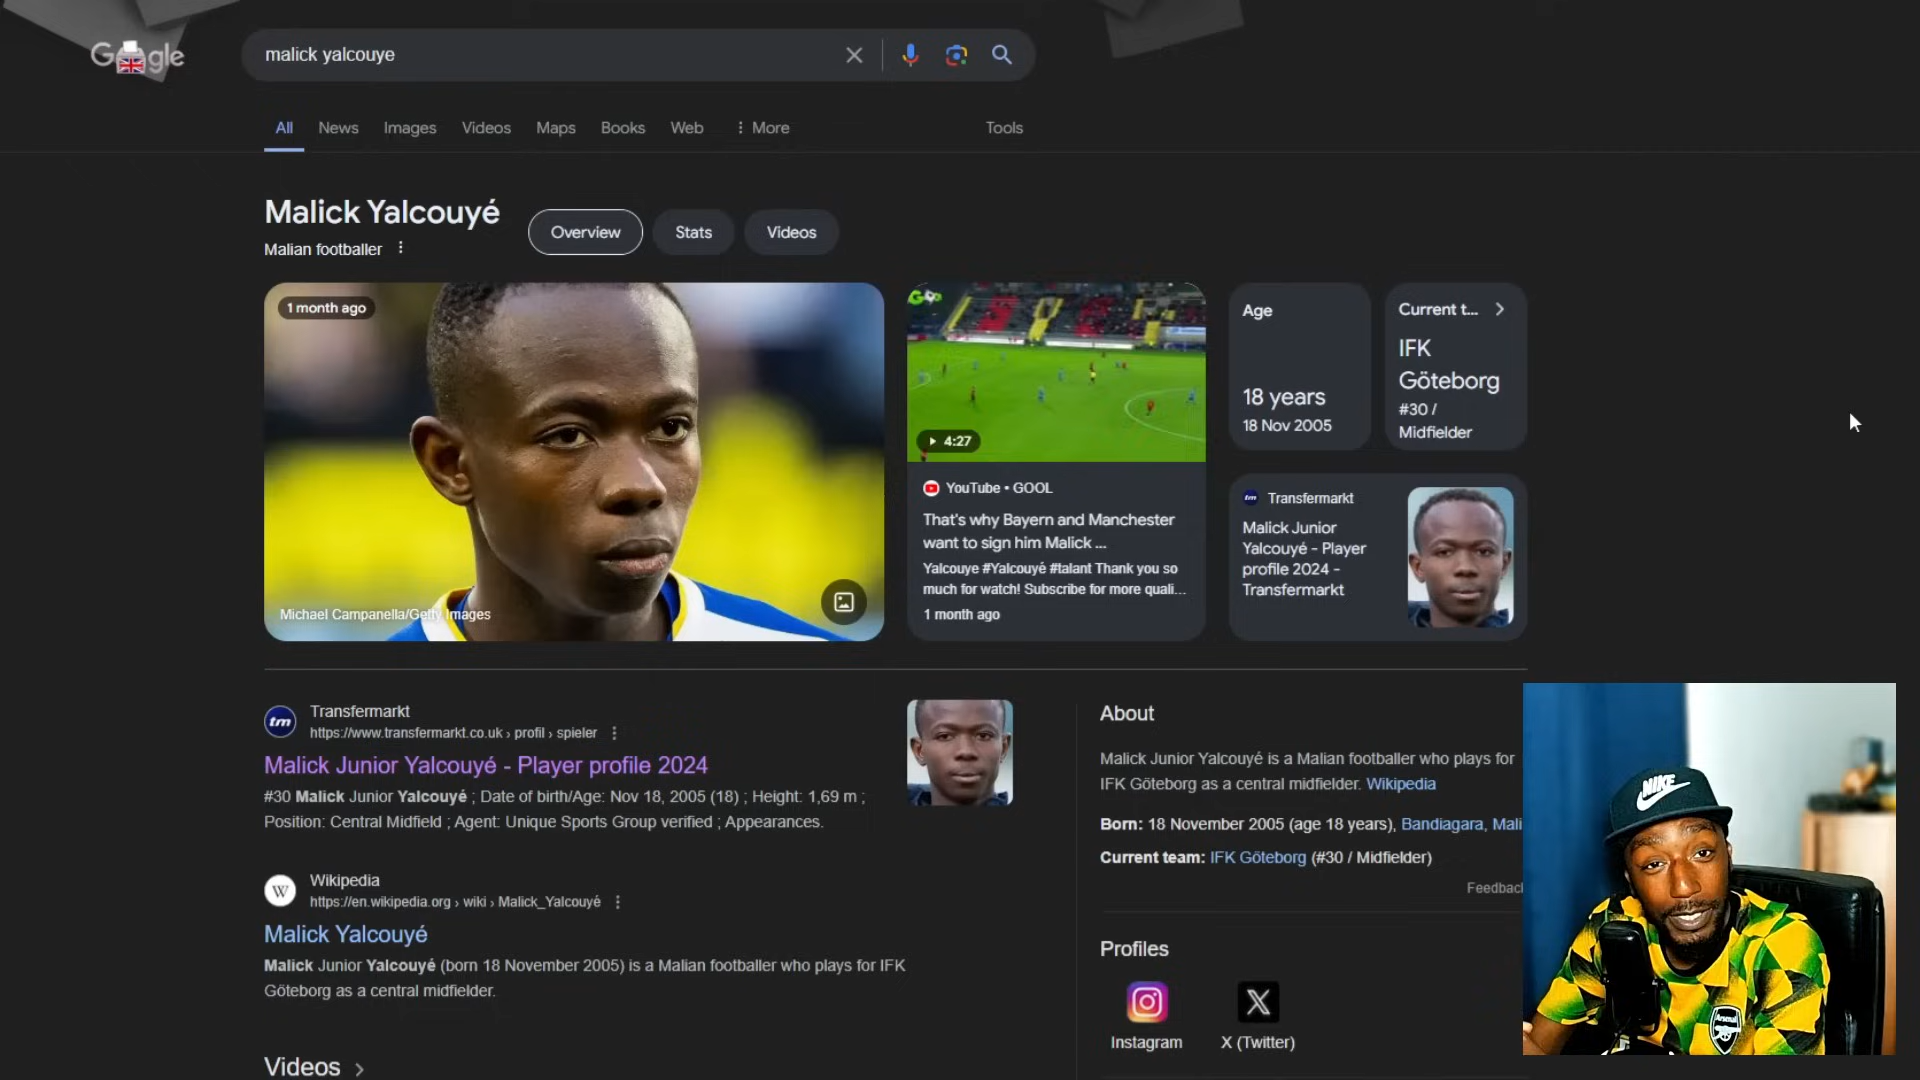 Google
malick yalcouye
All
News
Images
Videos
Maps
Books
Web
More
Tools
Malick Yalcouyé
Malian footballer
Overview
Stats
Videos
1 month ago
Michael Campanella/Getty Images
4:27
YouTube • GOOL
That's why Bayern and Manchester
want to sign him Malick ...
Yalcouye #Yalcouyé #talant Thank you so
much for watch! Subscribe for more quali...
1 month ago
Age
18 years
18 Nov 2005
Current t...
IFK
Göteborg
#30 /
Midfielder
tm Transfermarkt
Malick Junior
Yalcouyé - Player
profile 2024 -
Transfermarkt
tm
Transfermarkt
https://www.transfermarkt.co.uk › profil › spieler
Malick Junior Yalcouyé - Player profile 2024
#30 Malick Junior Yalcouyé ; Date of birth/Age: Nov 18, 2005 (18) ; Height: 1,69 m ;
Position: Central Midfield ; Agent: Unique Sports Group verified ; Appearances.
W
Wikipedia
https://en.wikipedia.org › wiki › Malick_Yalcouyé
Malick Yalcouyé
Malick Junior Yalcouyé (born 18 November 2005) is a Malian footballer who plays for IFK
Göteborg as a central midfielder.
Videos
About
Malick Junior Yalcouyé is a Malian footballer who plays for
IFK Göteborg as a central midfielder. Wikipedia
Born: 18 November 2005 (age 18 years), Bandiagara, Mali
Current team: IFK Göteborg (#30 / Midfielder)
Feedbac
Profiles
Instagram
X (Twitter)
NIKE
Arsenal